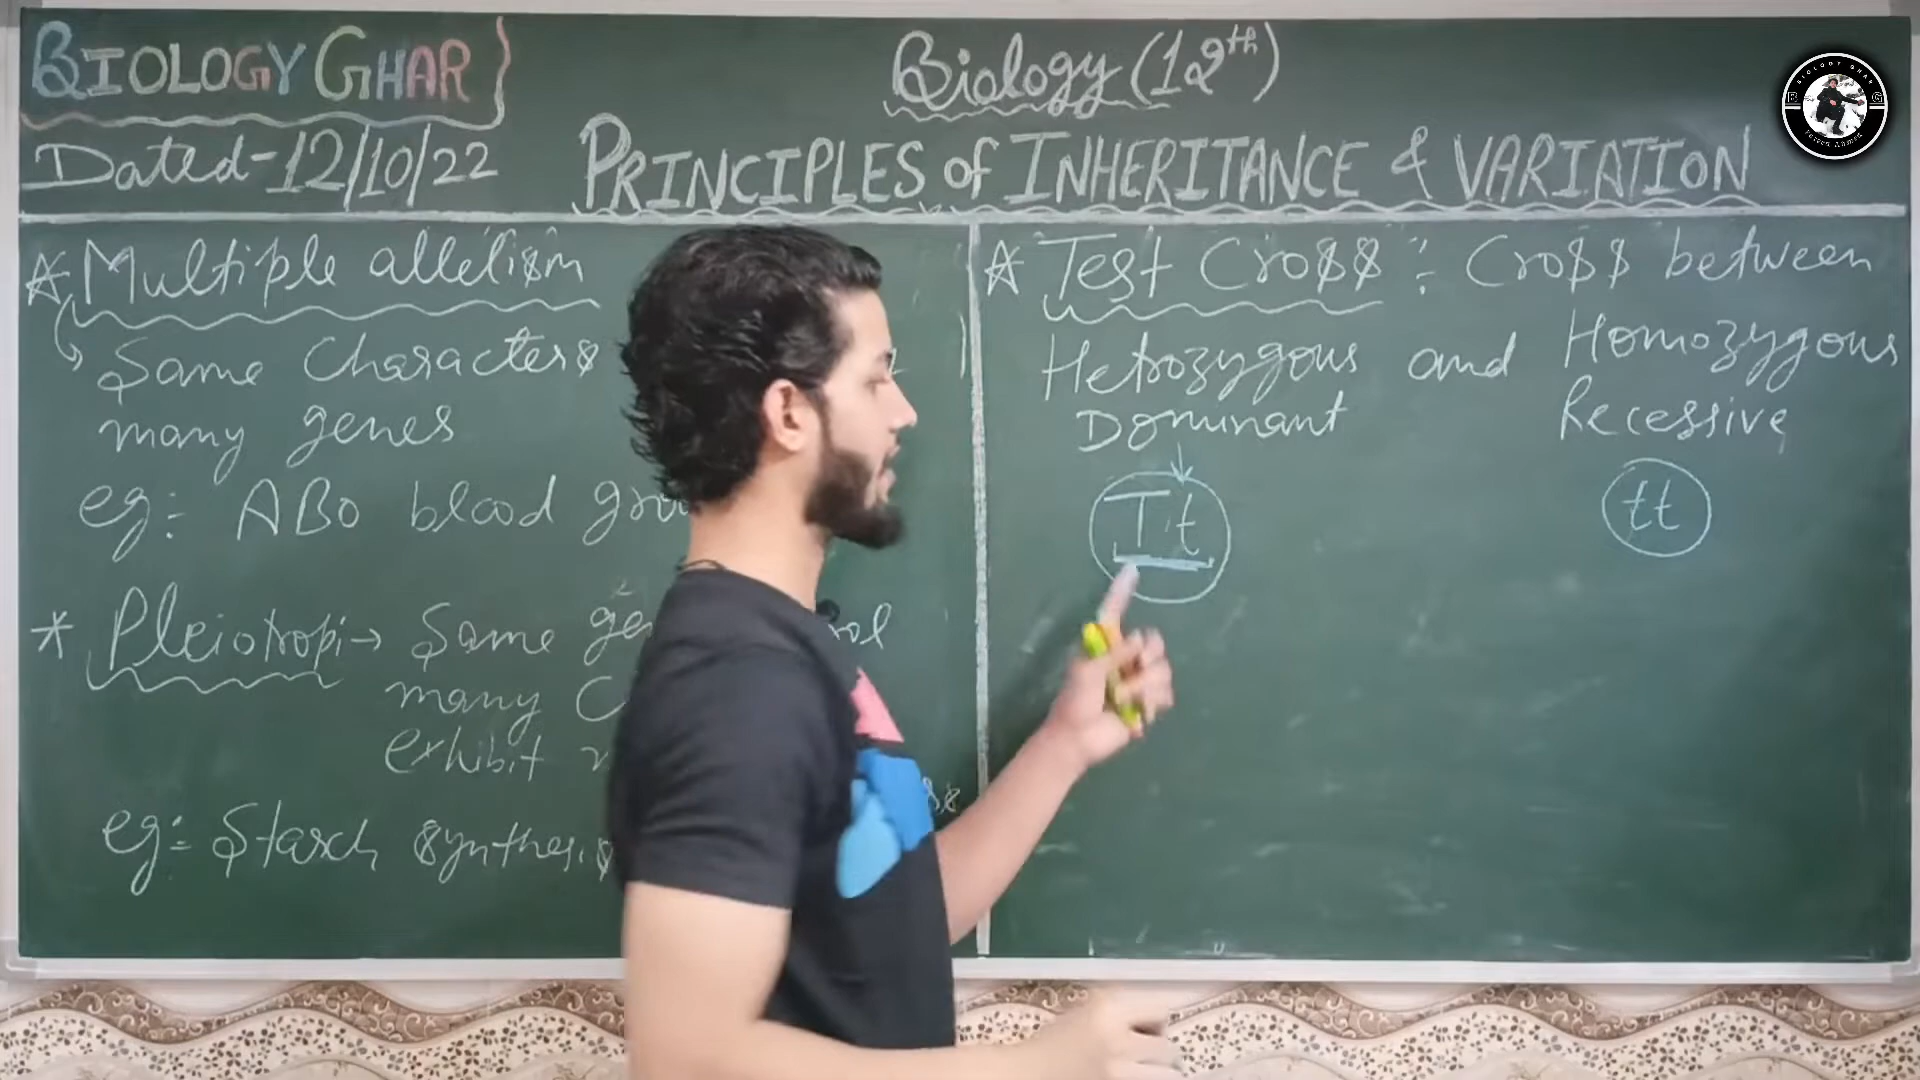 BIOLOGY GHAR
Biology (12th)
Dated-12/10/22
PRINCIPLES of INHERITANCE & VARIATION
* Multiple allelism
Same Characters
many genes
eg:- ABO blood
* Pleiotropi → Same
many
exhibit
eg:- Starch synthesis
* Test Cross :- Cross between
Hetrozygous and Homozygous
Dominant Recessive
Tt tt
BIOLOGY GHAR